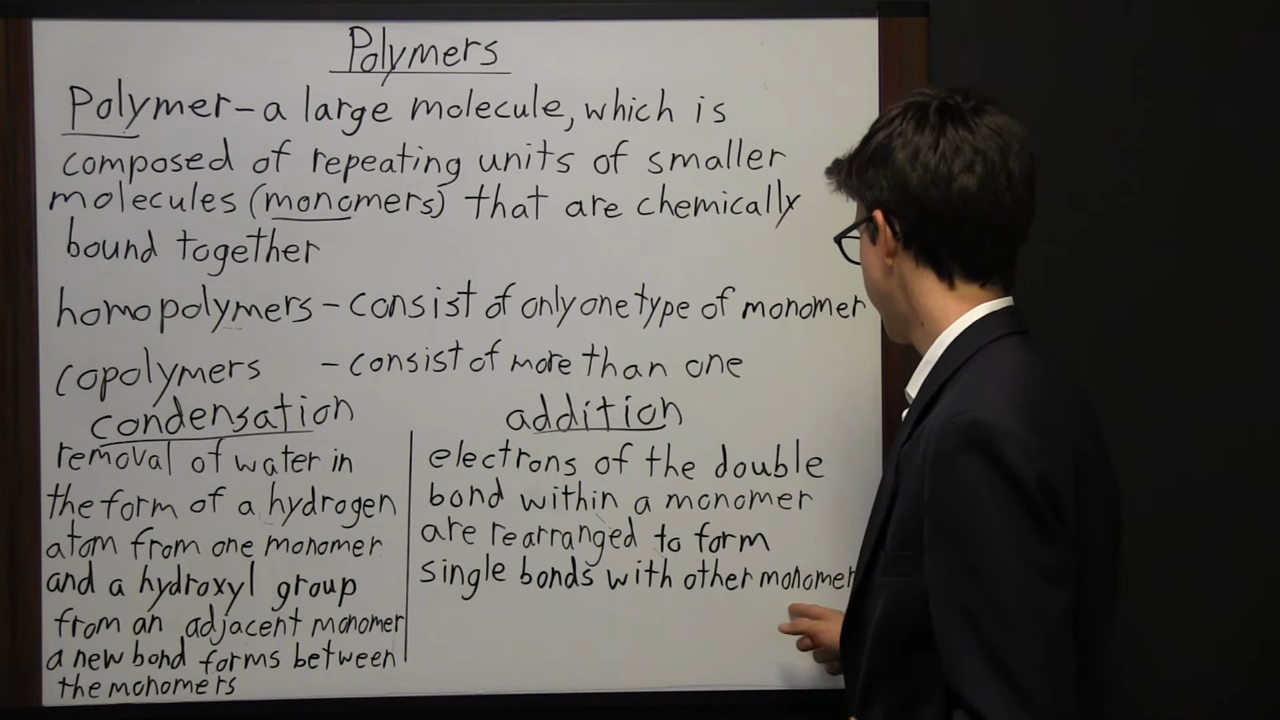 Polymers
Polymer - a large molecule, which is
composed of repeating units of smaller
molecules (monomers) that are chemically
bound together
homopolymers - consist of only one type of monomer
copolymers - consist of more than one
condensation
removal of water in
the form of a hydrogen
atom from one monomer
and a hydroxyl group
from an adjacent monomer
a new bond forms between
the monomers
addition
electrons of the double
bond within a monomer
are rearranged to form
single bonds with other monomer